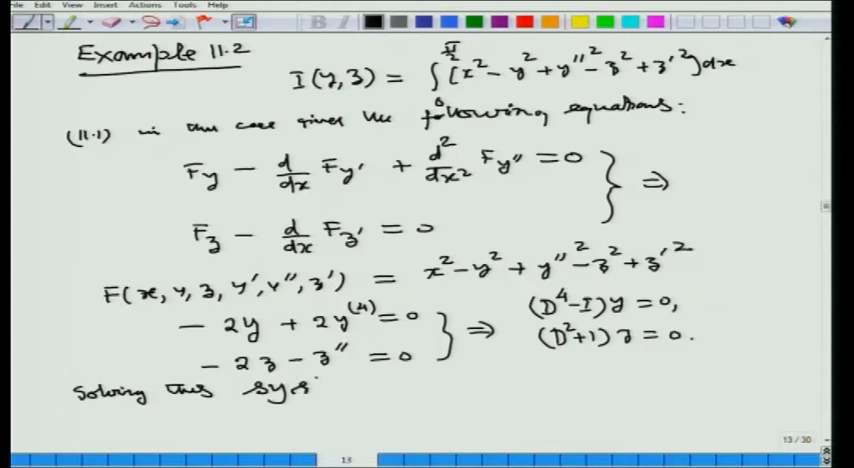 File Edit View Insert Actions Tools Help
Example 11.2
I(y,z) = ∫₀^{π/2} [x² - y² + y''² - z² + z'²] dx
(11.1) in this case gives the following equations:
F_y - d/dx F_y' + d²/dx² F_y'' = 0 } ⇒
F_z - d/dx F_z' = 0
F(x, y, z, y', y'', z') = x² - y² + y''² - z² + z'²
- 2y + 2y^(4) = 0 } ⇒ (D⁴-I)y = 0,
- 2z - z'' = 0 (D²+1)z = 0.
Solving this sys
13 / 30
13